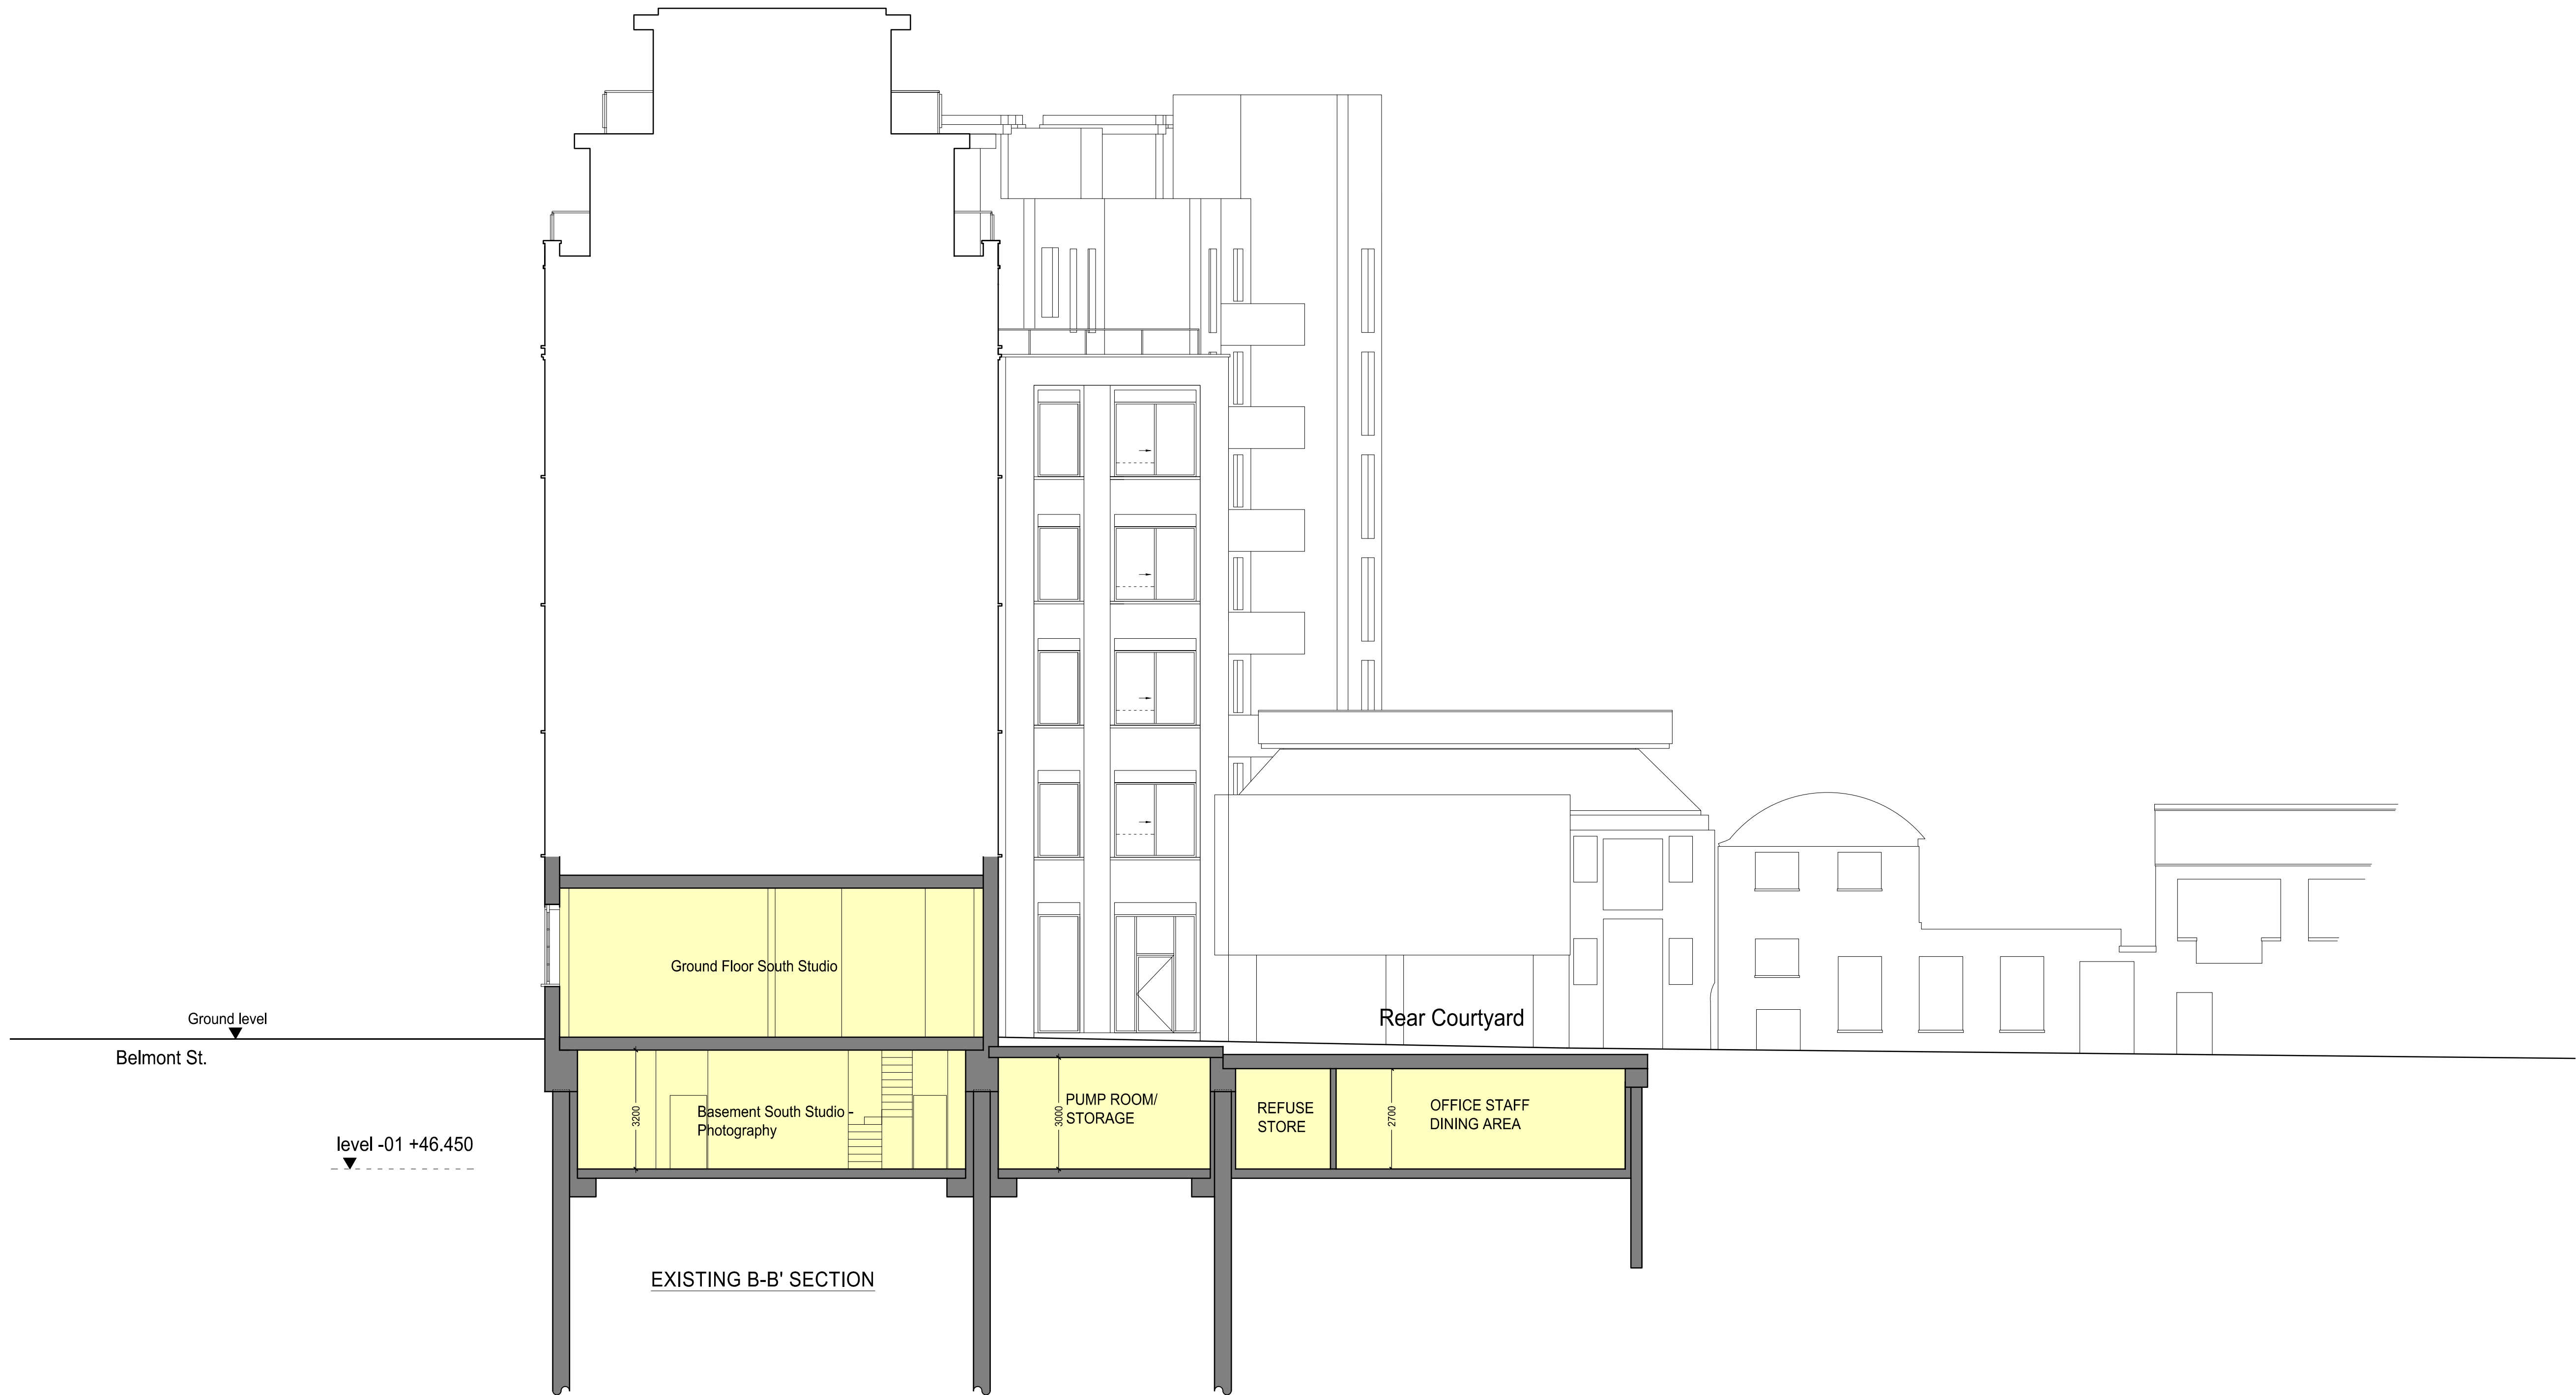 Ground Floor South Studio
Ground level
Rear Courtyard
Belmont St.
3200
Basement South Studio -
Photography
3000
PUMP ROOM/
STORAGE
REFUSE
STORE
2700
OFFICE STAFF
DINING AREA
level -01 +46.450
EXISTING B-B' SECTION